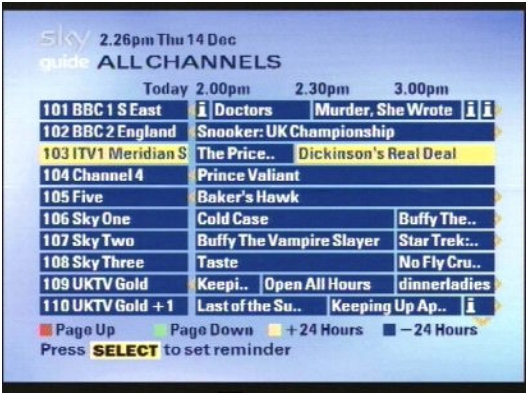 sky 2.26pm Thu 14 Dec
guide ALL CHANNELS
Today 2.00pm 2.30pm 3.00pm
101 BBC 1 S East i Doctors Murder, She Wrote i i
102 BBC 2 England Snooker: UK Championship
103 ITV1 Meridian S The Price.. Dickinson's Real Deal
104 Channel 4 Prince Valiant
105 Five Baker's Hawk
106 Sky One Cold Case Buffy The..
107 Sky Two Buffy The Vampire Slayer Star Trek:..
108 Sky Three Taste No Fly Cru..
109 UKTV Gold Keepi.. Open All Hours dinnerladies
110 UKTV Gold +1 Last of the Su.. Keeping Up Ap.. i
Page Up Page Down +24 Hours −24 Hours
Press SELECT to set reminder